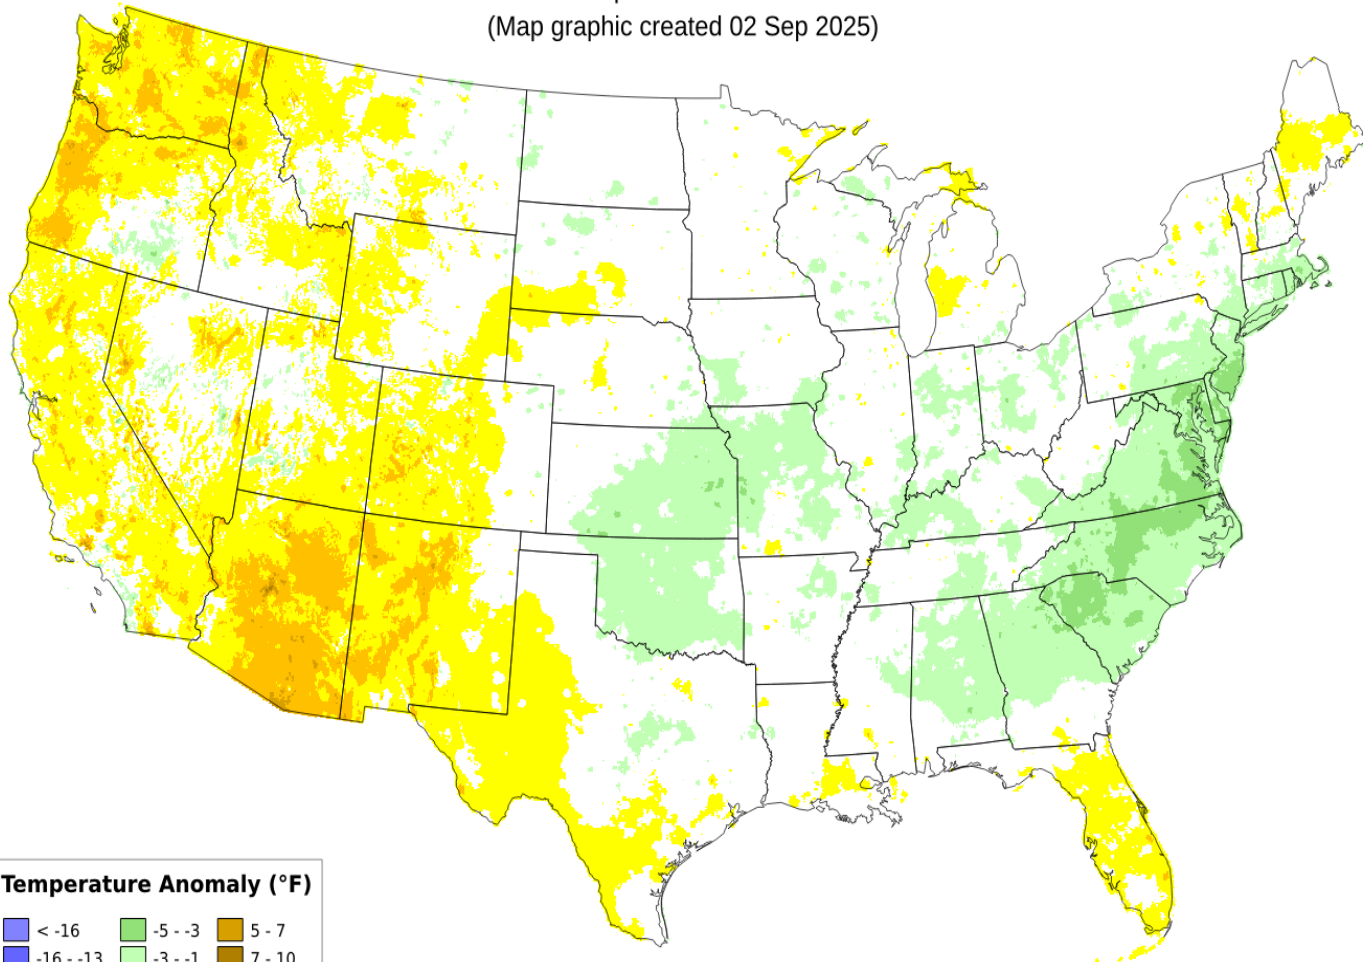 (Map graphic created 02 Sep 2025)
Temperature Anomaly (°F)
< -16 -5 - -3 5 - 7
-16 - -13 -3 - -1 7 - 10